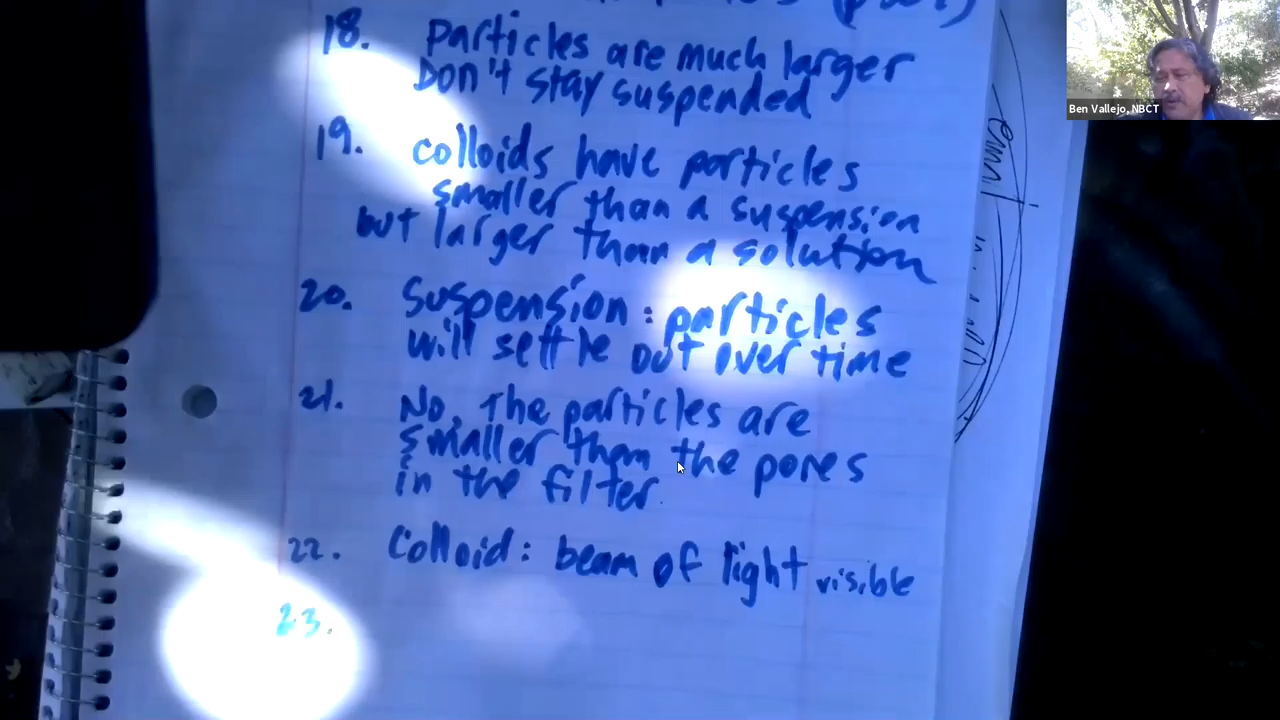 18. Particles are much larger
Don't stay suspended
19. colloids have particles
smaller than a suspension
but larger than a solution
20. Suspension: particles
will settle out over time
21. No, the particles are
smaller than the pores
in the filter.
22. Colloid: beam of light visible
23.
Ben Vallejo, NBCT